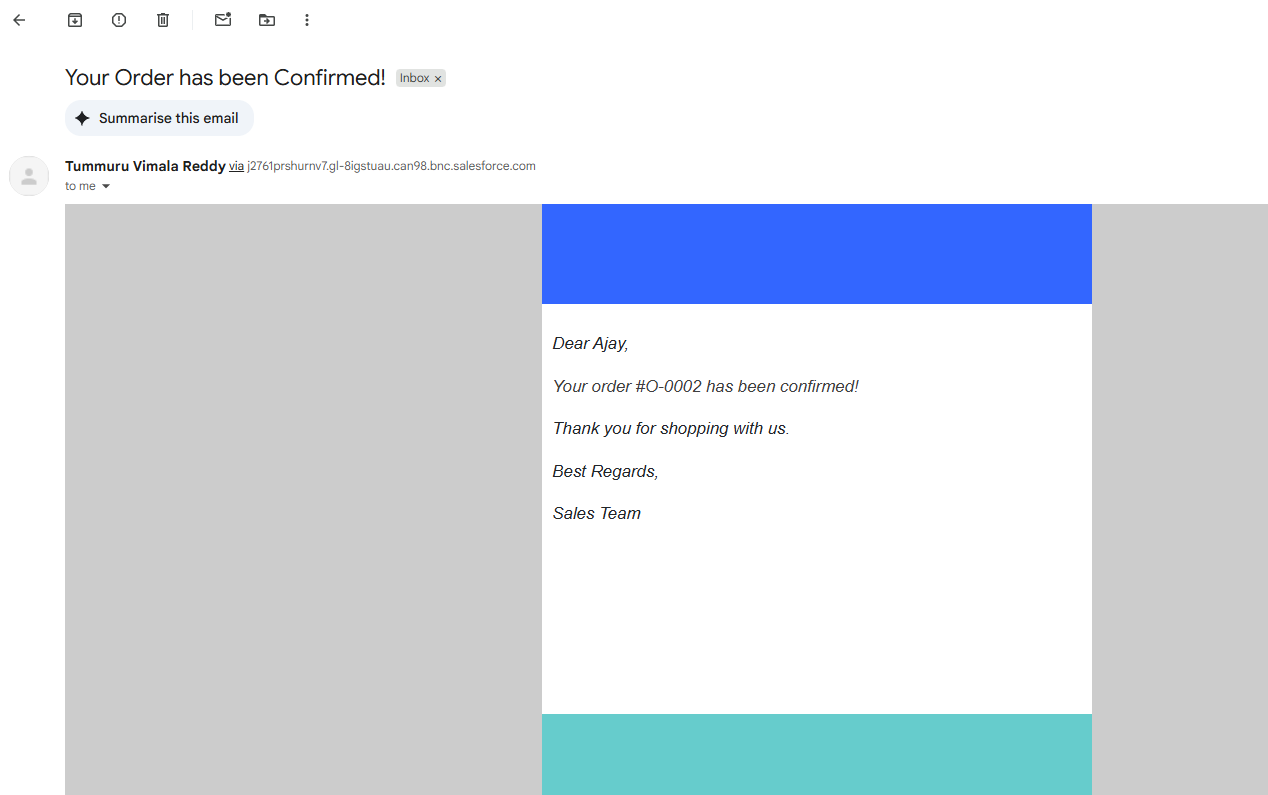 Your Order has been Confirmed! Inbox ×
Summarise this email
Tummuru Vimala Reddy via j2761prshurnv7.gl-8igstuau.can98.bnc.salesforce.com
to me
Dear Ajay,
Your order #O-0002 has been confirmed!
Thank you for shopping with us.
Best Regards,
Sales Team